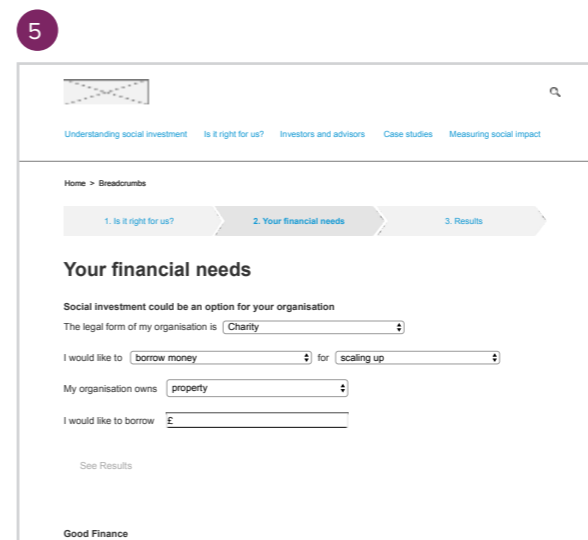 5
Understanding social investment Is it right for us? Investors and advisors Case studies Measuring social impact
Home > Breadcrumbs
1. Is it right for us? 2. Your financial needs 3. Results
Your financial needs
Social investment could be an option for your organisation
The legal form of my organisation is Charity
I would like to borrow money for scaling up
My organisation owns property
I would like to borrow £
See Results
Good Finance